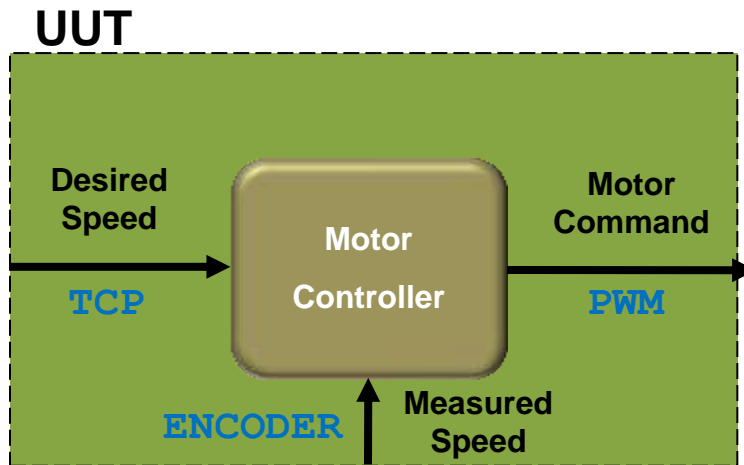 UUT
Desired
Speed
TCP
Motor
Controller
Motor
Command
PWM
ENCODER
Measured
Speed